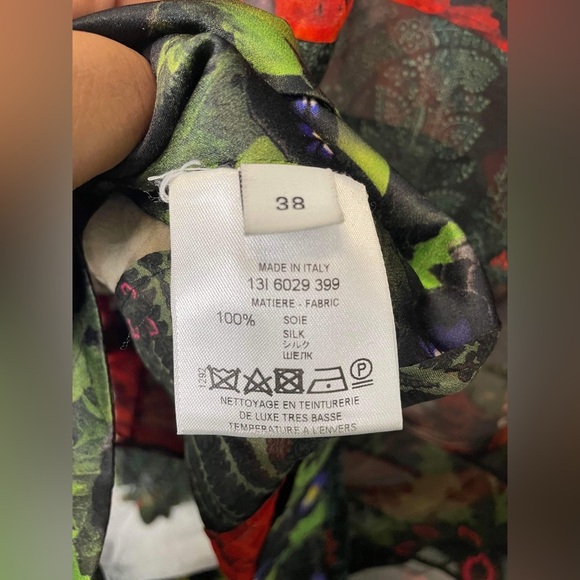 38
MADE IN ITALY
13I 6029 399
MATIERE - FABRIC
100% SOIE
SILK
シルク
ШЕЛК
1292
P
NETTOYAGE EN TEINTURERIE
DE LUXE TRES BASSE
TEMPERATURE A L'ENVERS